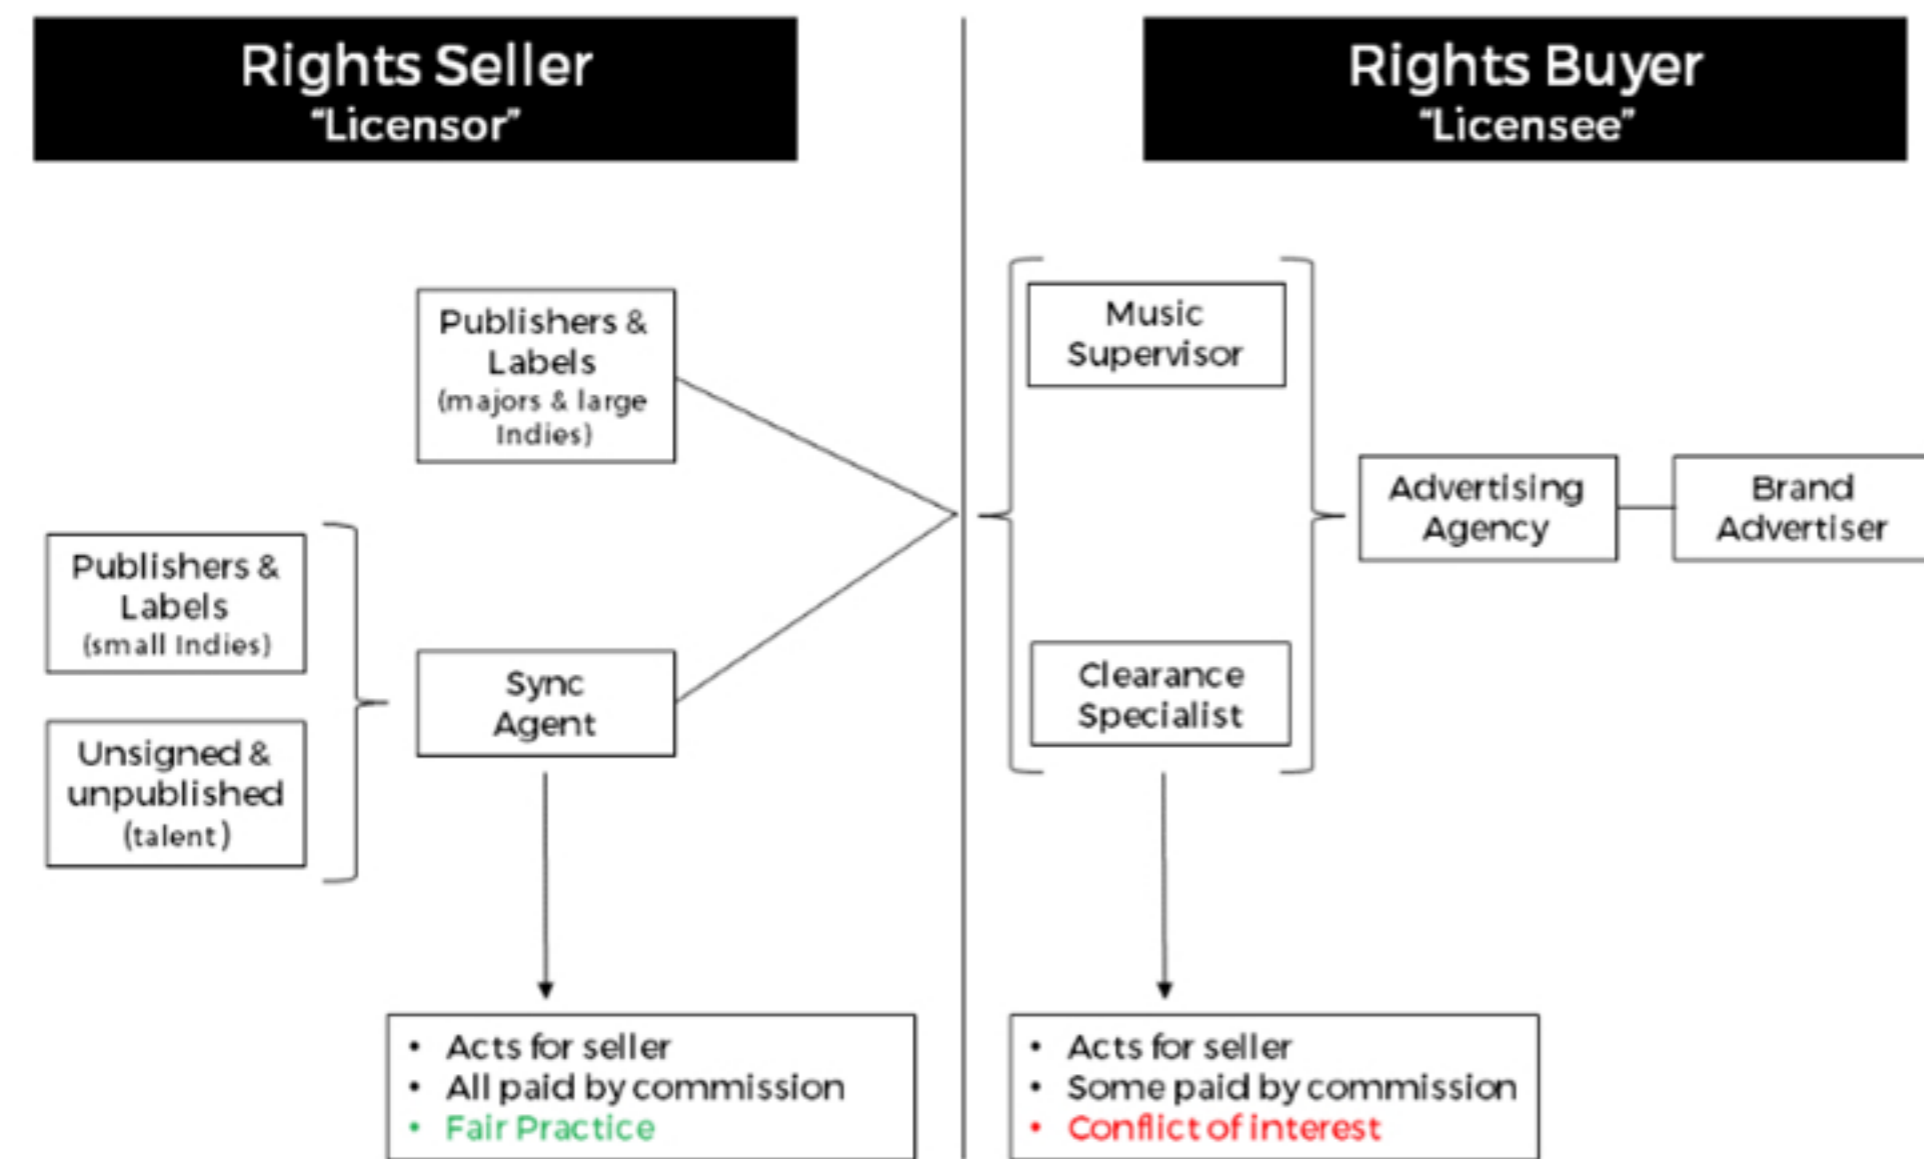 Rights Seller
“Licensor”
Rights Buyer
“Licensee”
Publishers &
Labels
(majors & large
Indies)
Publishers &
Labels
(small Indies)
Unsigned &
unpublished
(talent)
Sync
Agent
Music
Supervisor
Clearance
Specialist
Advertising
Agency
Brand
Advertiser
• Acts for seller
• All paid by commission
• Fair Practice
• Acts for seller
• Some paid by commission
• Conflict of interest